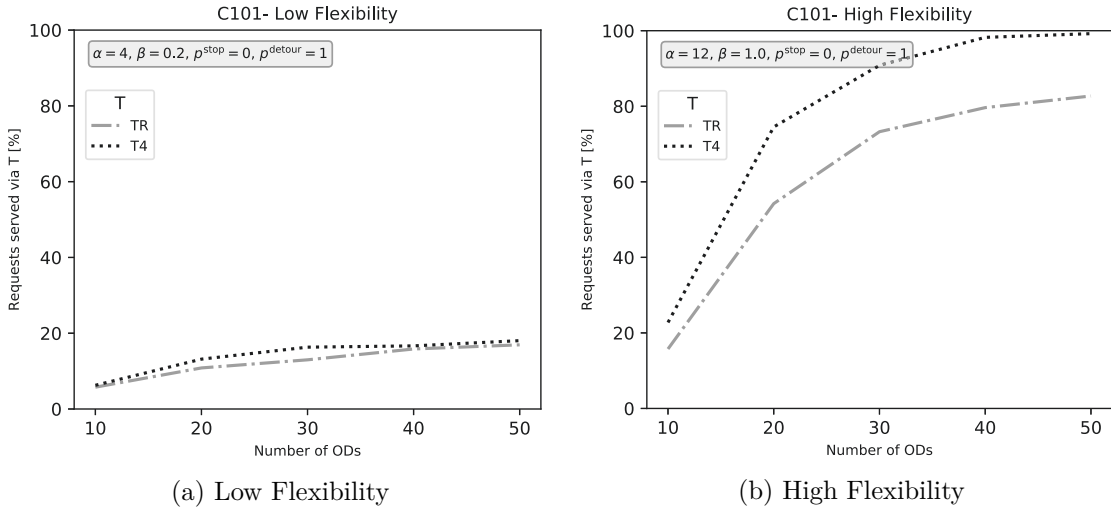 C101- Low Flexibility
α = 4, β = 0.2, p^stop = 0, p^detour = 1
T
TR
T4
Requests served via T [%]
100
80
60
40
20
0
10 20 30 40 50
Number of ODs
(a) Low Flexibility
C101- High Flexibility
α = 12, β = 1.0, p^stop = 0, p^detour = 1
T
TR
T4
Requests served via T [%]
100
80
60
40
20
0
10 20 30 40 50
Number of ODs
(b) High Flexibility